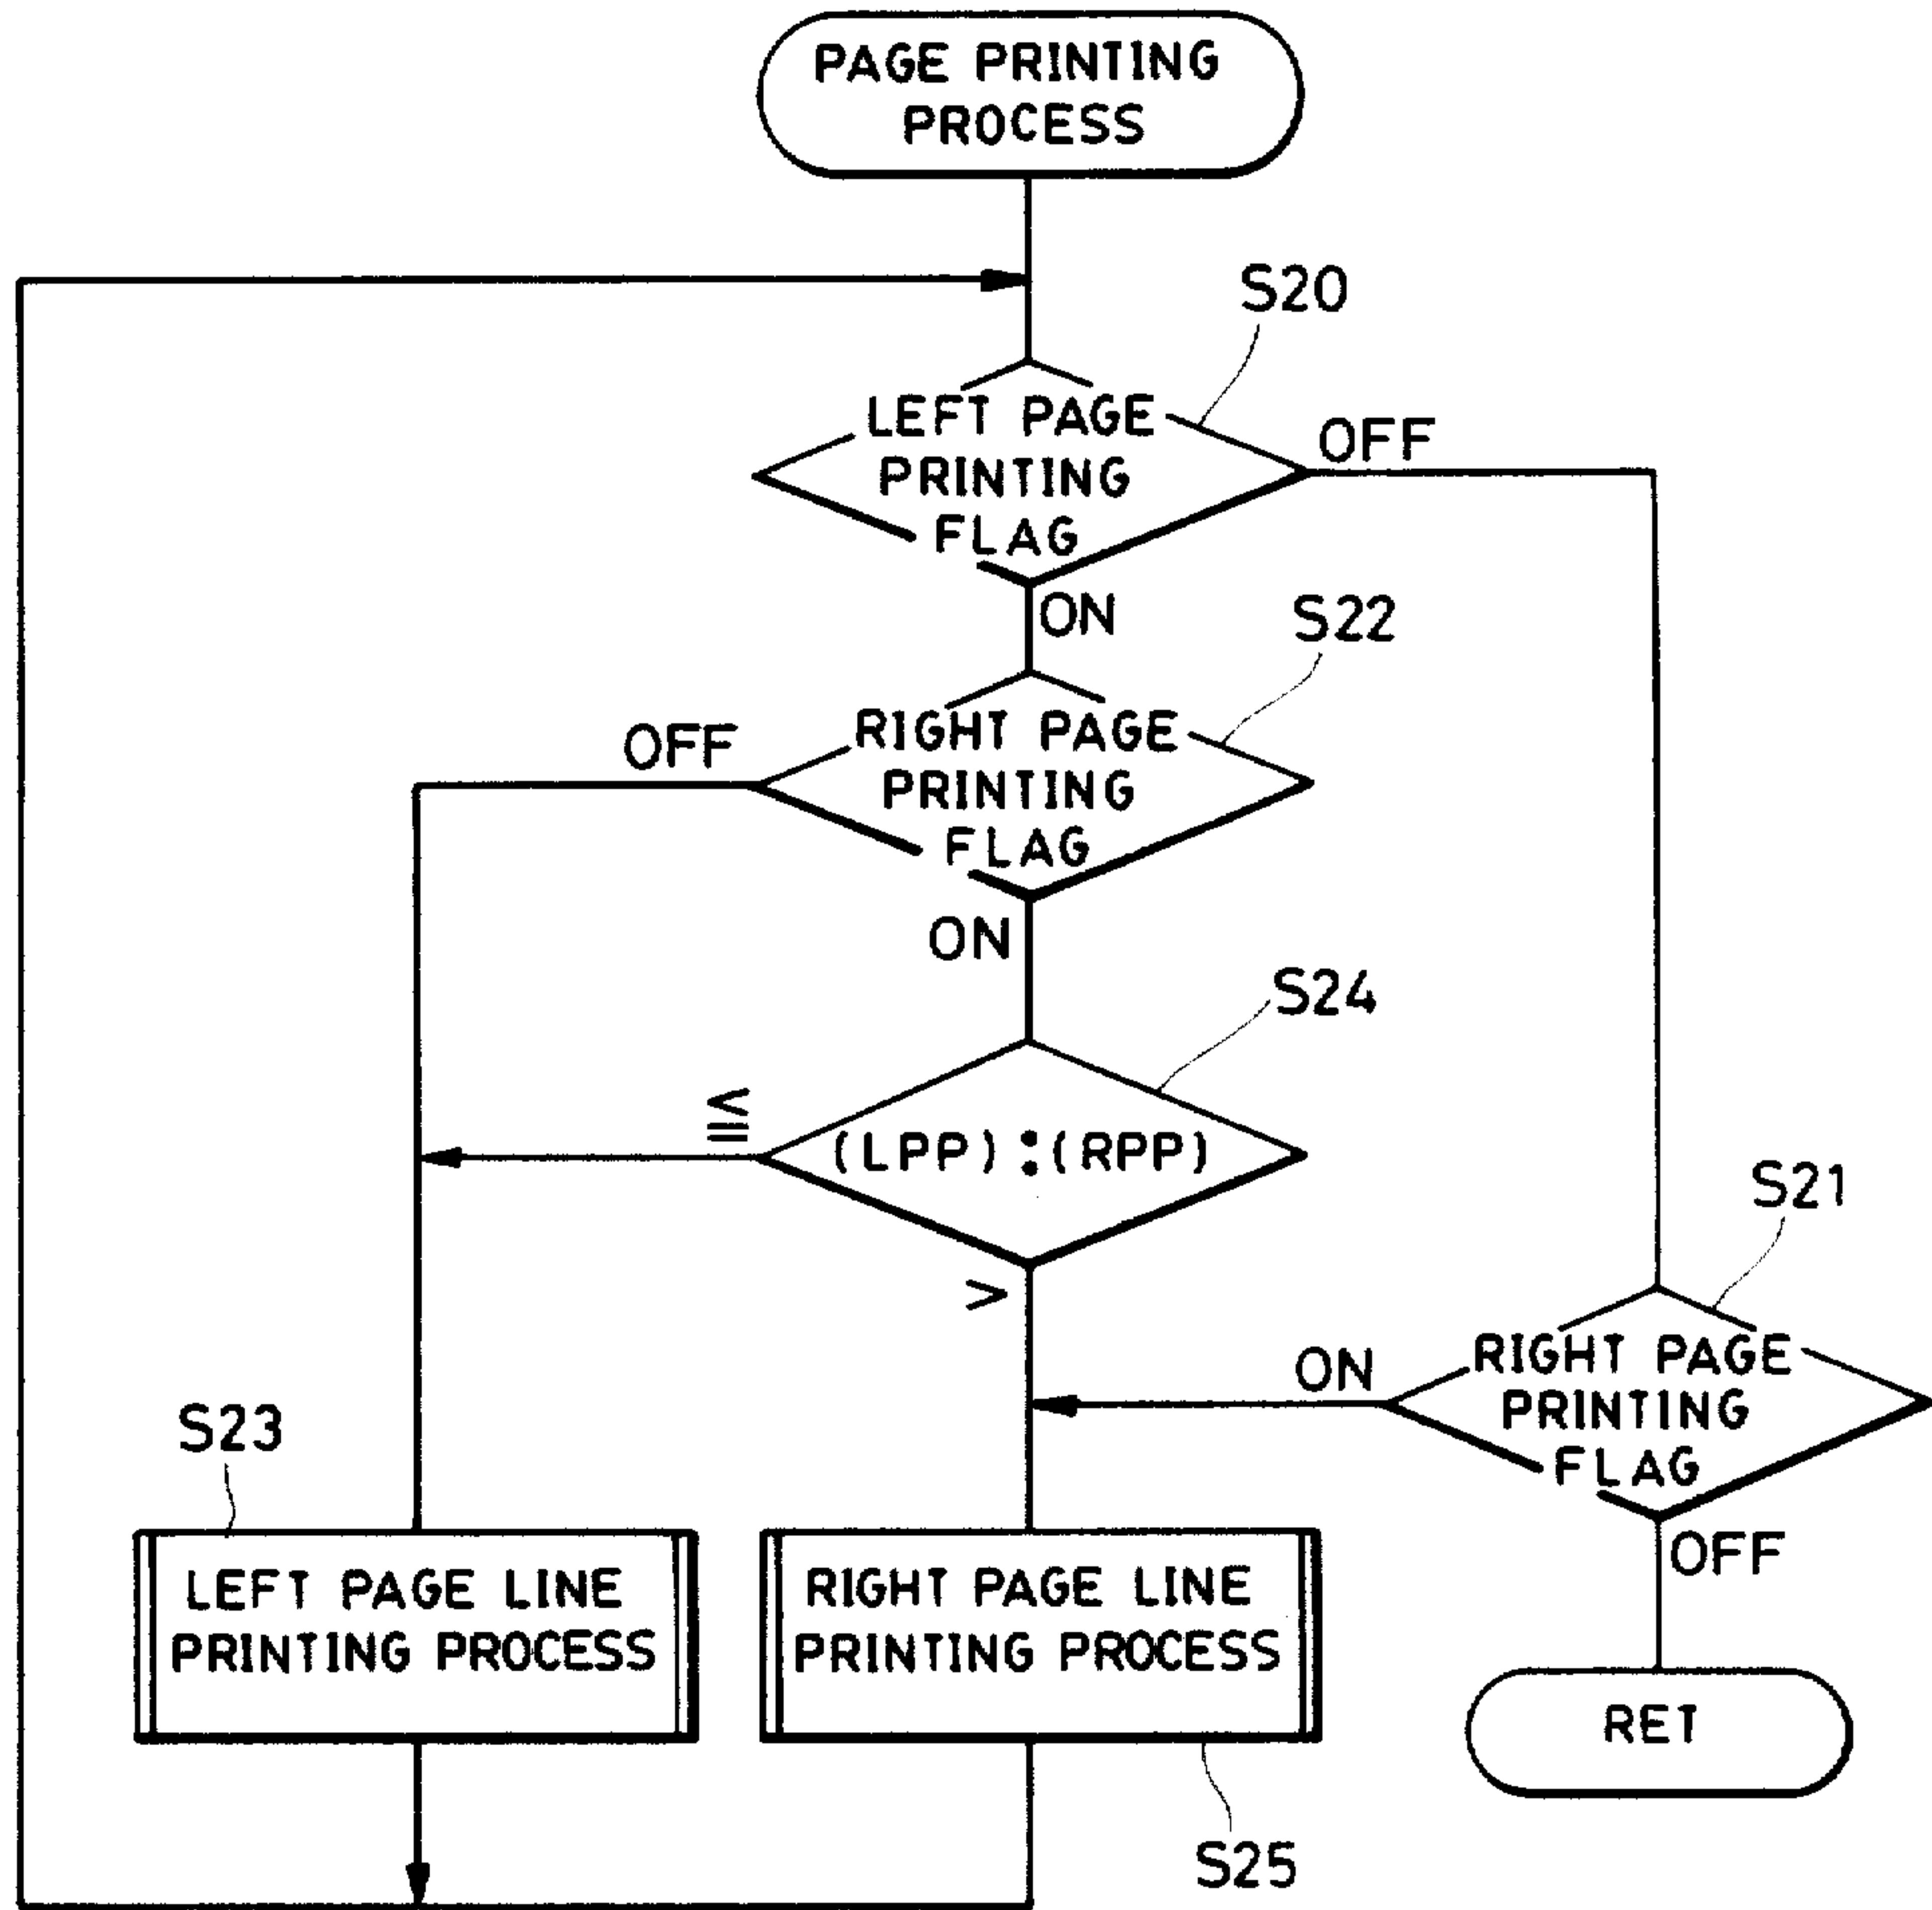 PAGE PRINTING
PROCESS
S20
LEFT PAGE
PRINTING
FLAG
OFF
ON
S22
RIGHT PAGE
PRINTING
FLAG
OFF
ON
S24
(LPP):(RPP)
≦
>
S21
RIGHT PAGE
PRINTING
FLAG
ON
OFF
S23
LEFT PAGE LINE
PRINTING PROCESS
RIGHT PAGE LINE
PRINTING PROCESS
S25
RET